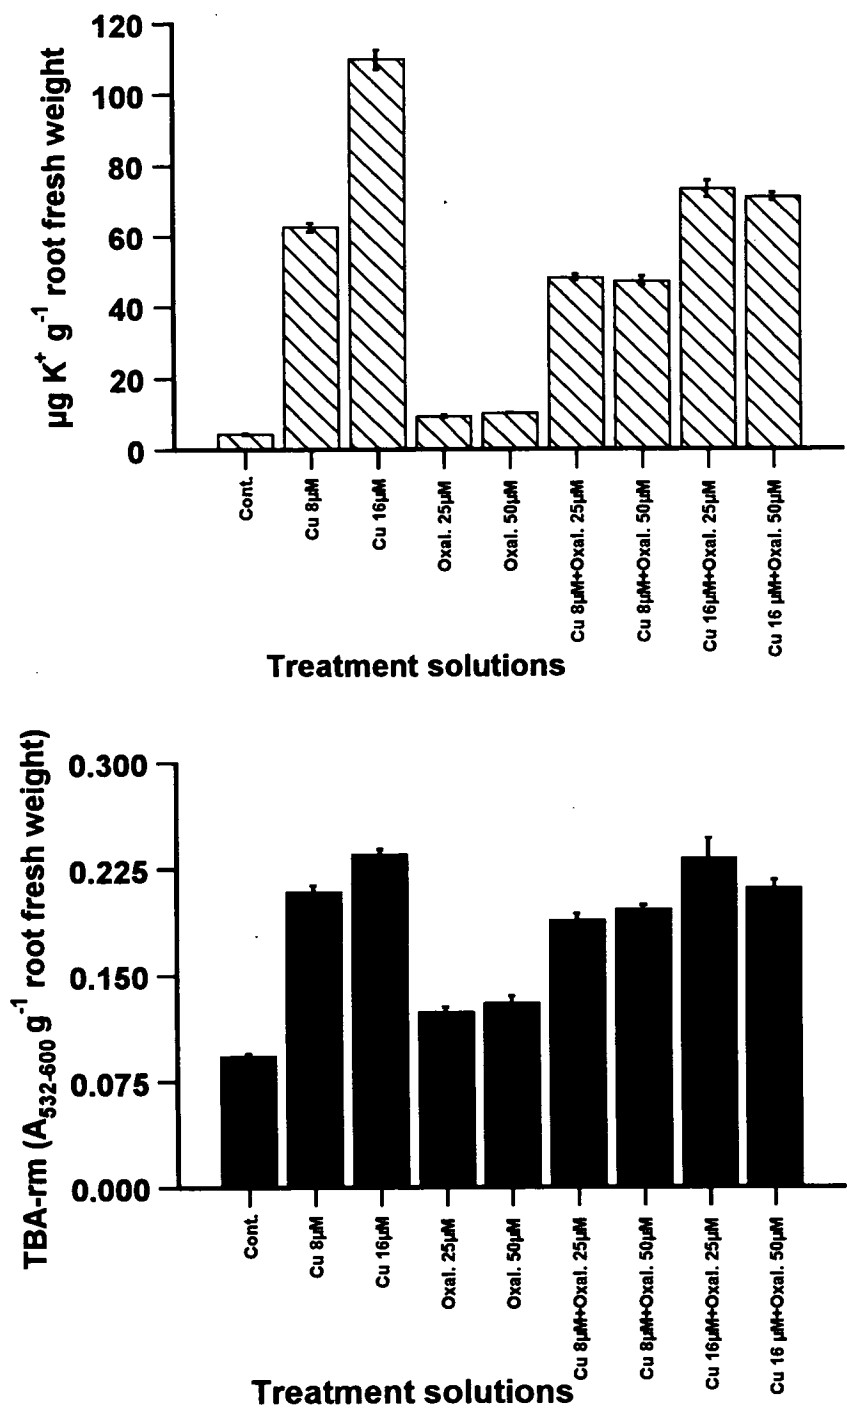 µg K⁺ g⁻¹ root fresh weight
120
100
80
60
40
20
0
Cont.
Cu 8µM
Cu 16µM
Oxal. 25µM
Oxal. 50µM
Cu 8µM+Oxal. 25µM
Cu 8µM+Oxal. 50µM
Cu 16µM+Oxal. 25µM
Cu 16 µM+Oxal. 50µM
Treatment solutions
TBA-rm (A₅₃₂₋₆₀₀ g⁻¹ root fresh weight)
0.300
0.225
0.150
0.075
0.000
Cont.
Cu 8µM
Cu 16µM
Oxal. 25µM
Oxal. 50µM
Cu 8µM+Oxal. 25µM
Cu 8µM+Oxal. 50µM
Cu 16µM+Oxal. 25µM
Cu 16 µM+Oxal. 50µM
Treatment solutions